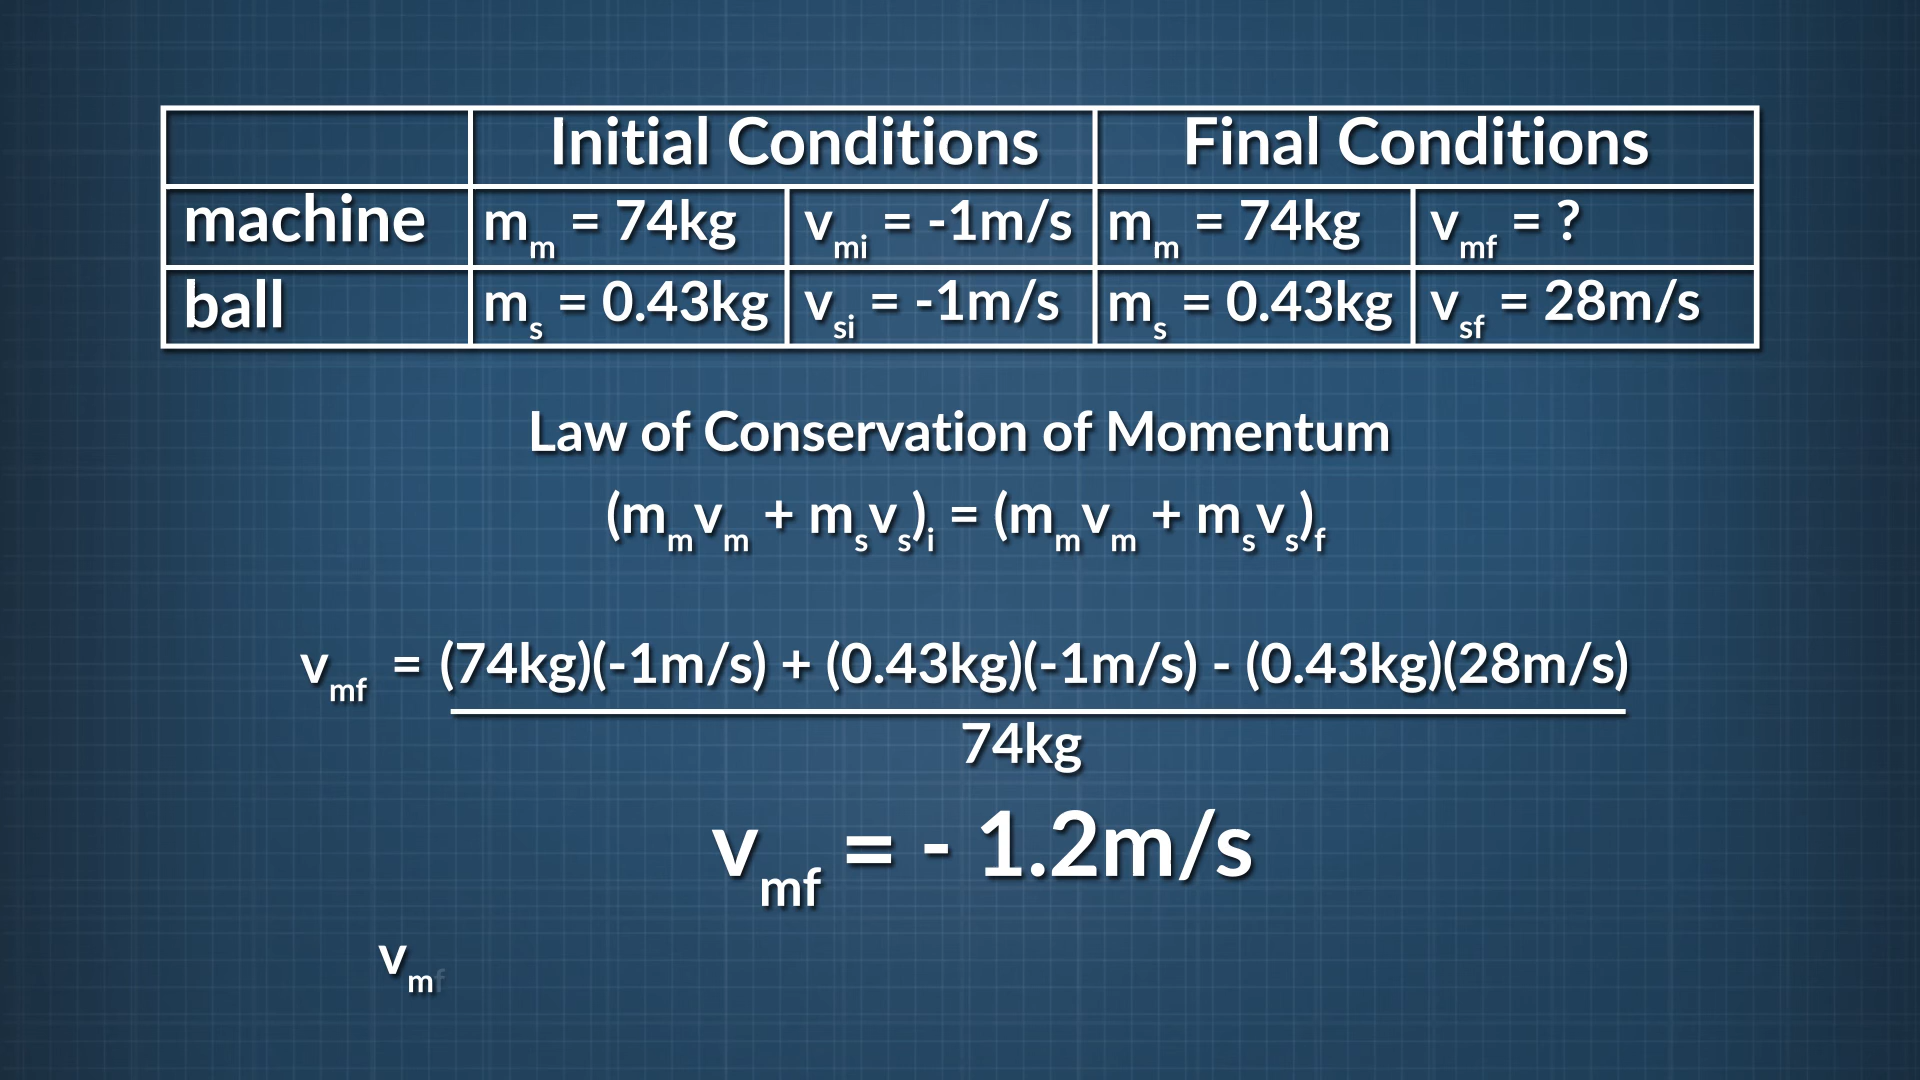 Initial Conditions Final Conditions
machine mₘ = 74kg vₘᵢ = -1m/s mₘ = 74kg vmf = ?
ball mₛ = 0.43kg vₛᵢ = -1m/s mₛ = 0.43kg vsf = 28m/s
Law of Conservation of Momentum
(mₘvₘ + mₛvₛ)ᵢ = (mₘvₘ + mₛvₛ)f
vmf = (74kg)(-1m/s) + (0.43kg)(-1m/s) - (0.43kg)(28m/s)
74kg
vmf = - 1.2m/s
vmf